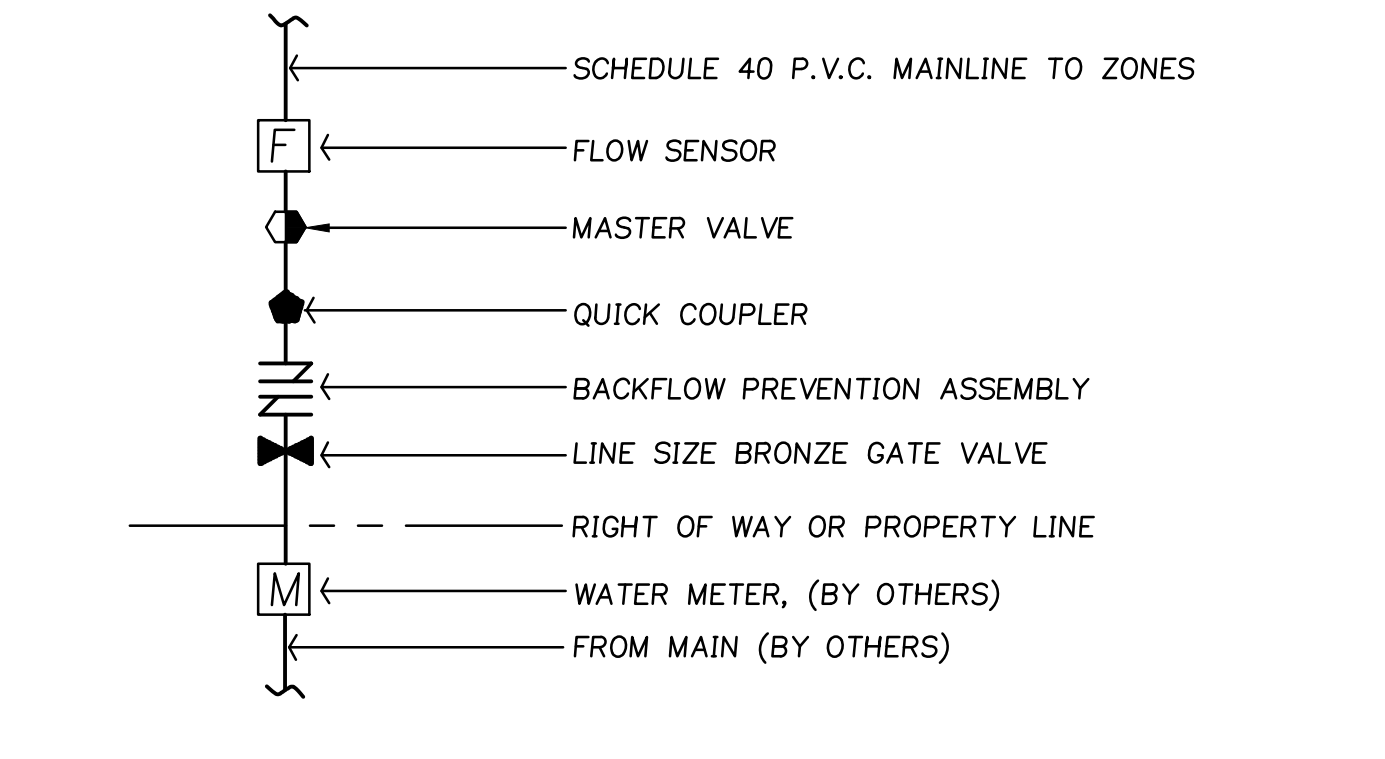 SCHEDULE 40 P.V.C. MAINLINE TO ZONES
F
FLOW SENSOR
MASTER VALVE
QUICK COUPLER
BACKFLOW PREVENTION ASSEMBLY
LINE SIZE BRONZE GATE VALVE
RIGHT OF WAY OR PROPERTY LINE
M
WATER METER, (BY OTHERS)
FROM MAIN (BY OTHERS)